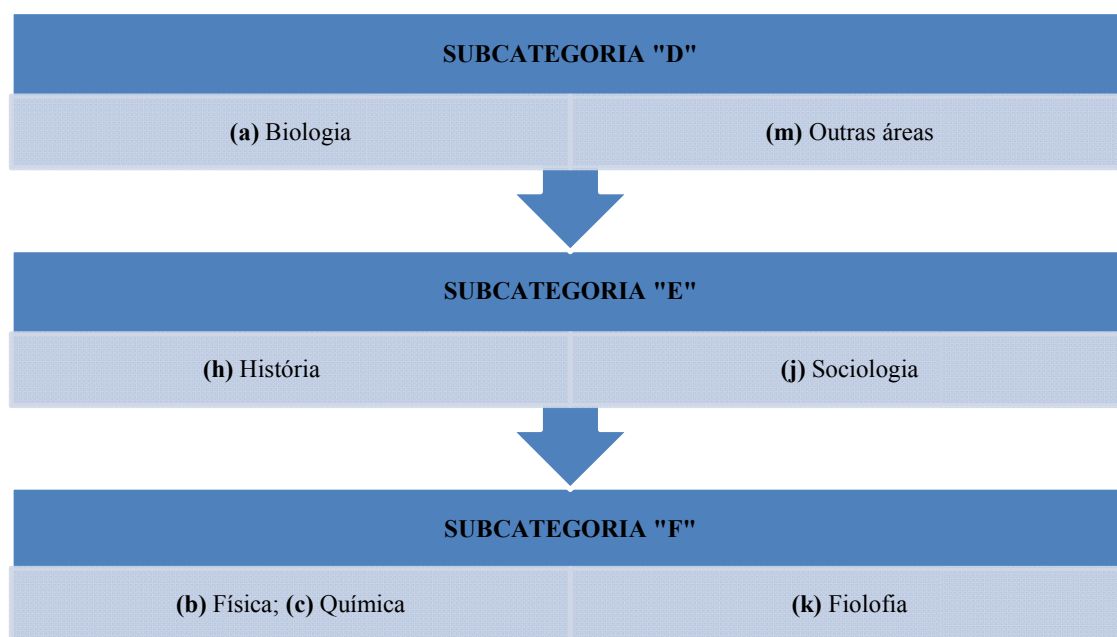 SUBCATEGORIA "D"
(a) Biologia
(m) Outras áreas
SUBCATEGORIA "E"
(h) História
(j) Sociologia
SUBCATEGORIA "F"
(b) Física; (c) Química
(k) Fiolofia